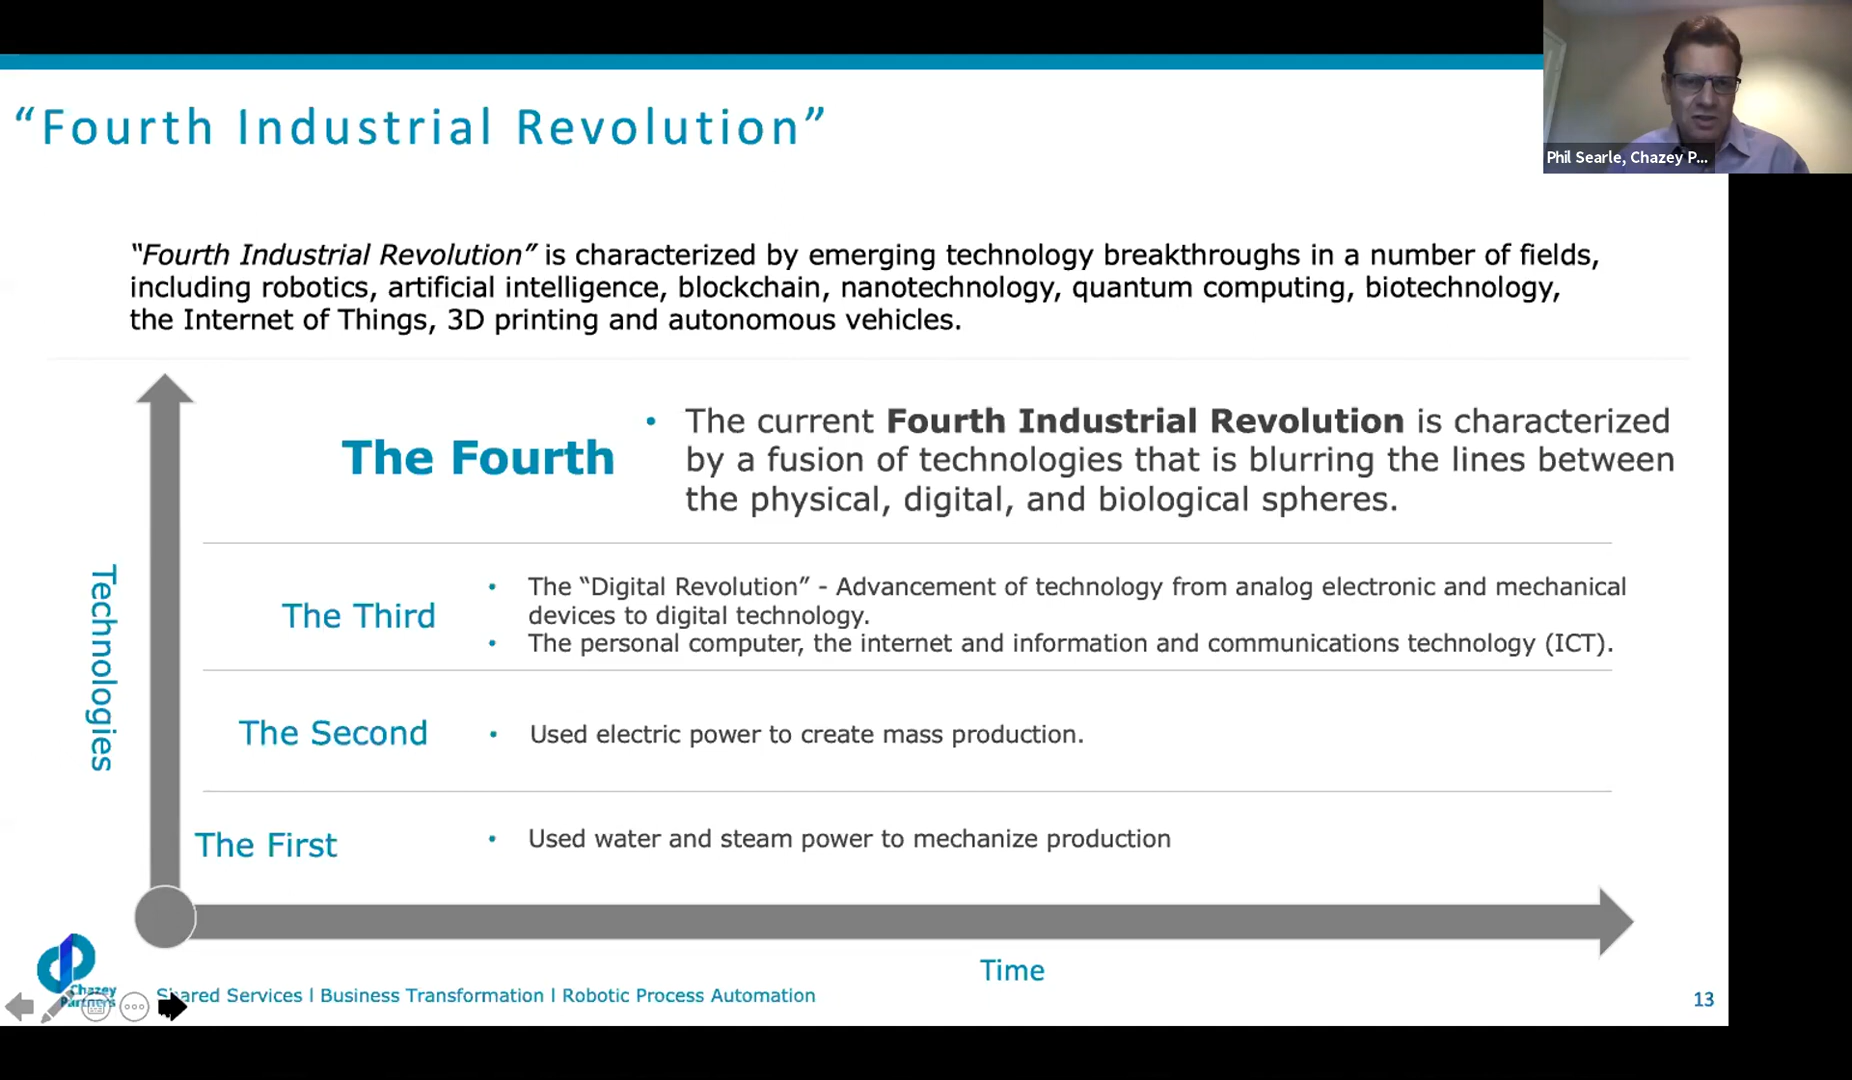 “Fourth Industrial Revolution”
Phil Searle, Chazey P...
“Fourth Industrial Revolution” is characterized by emerging technology breakthroughs in a number of fields,
including robotics, artificial intelligence, blockchain, nanotechnology, quantum computing, biotechnology,
the Internet of Things, 3D printing and autonomous vehicles.
Technologies
The Fourth
• The current Fourth Industrial Revolution is characterized
by a fusion of technologies that is blurring the lines between
the physical, digital, and biological spheres.
The Third
• The “Digital Revolution” - Advancement of technology from analog electronic and mechanical
devices to digital technology.
• The personal computer, the internet and information and communications technology (ICT).
The Second
• Used electric power to create mass production.
The First
• Used water and steam power to mechanize production
Time
Chazey
Partners
Shared Services l Business Transformation l Robotic Process Automation
13